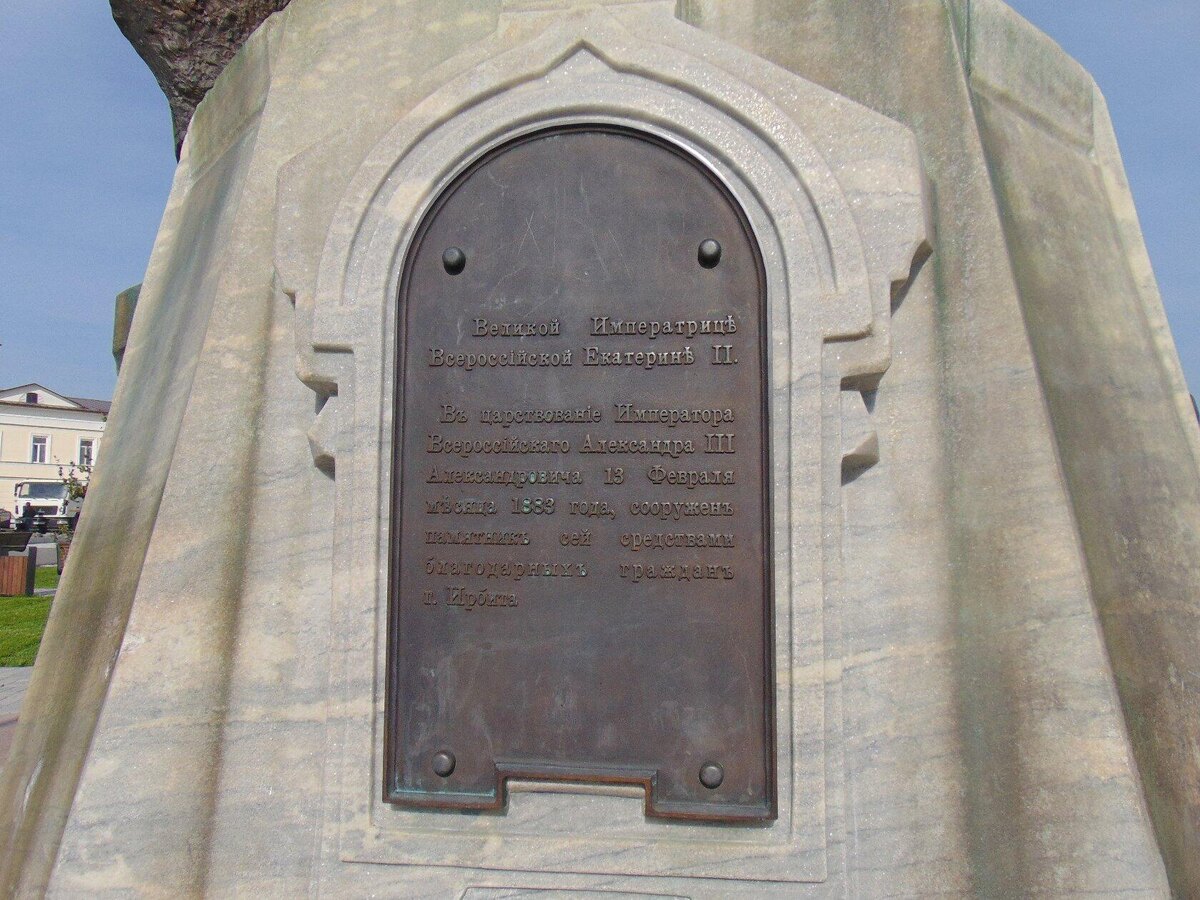 Великой Императрицѣ
Всероссійской Екатеринѣ II.
Въ царствованіе Императора
Всероссійскаго Александра III
Александровича 13 Февраля
мѣсяца 1883 года, сооруженъ
памятникъ сей средствами
благодарныхъ гражданъ
г. Ирбита